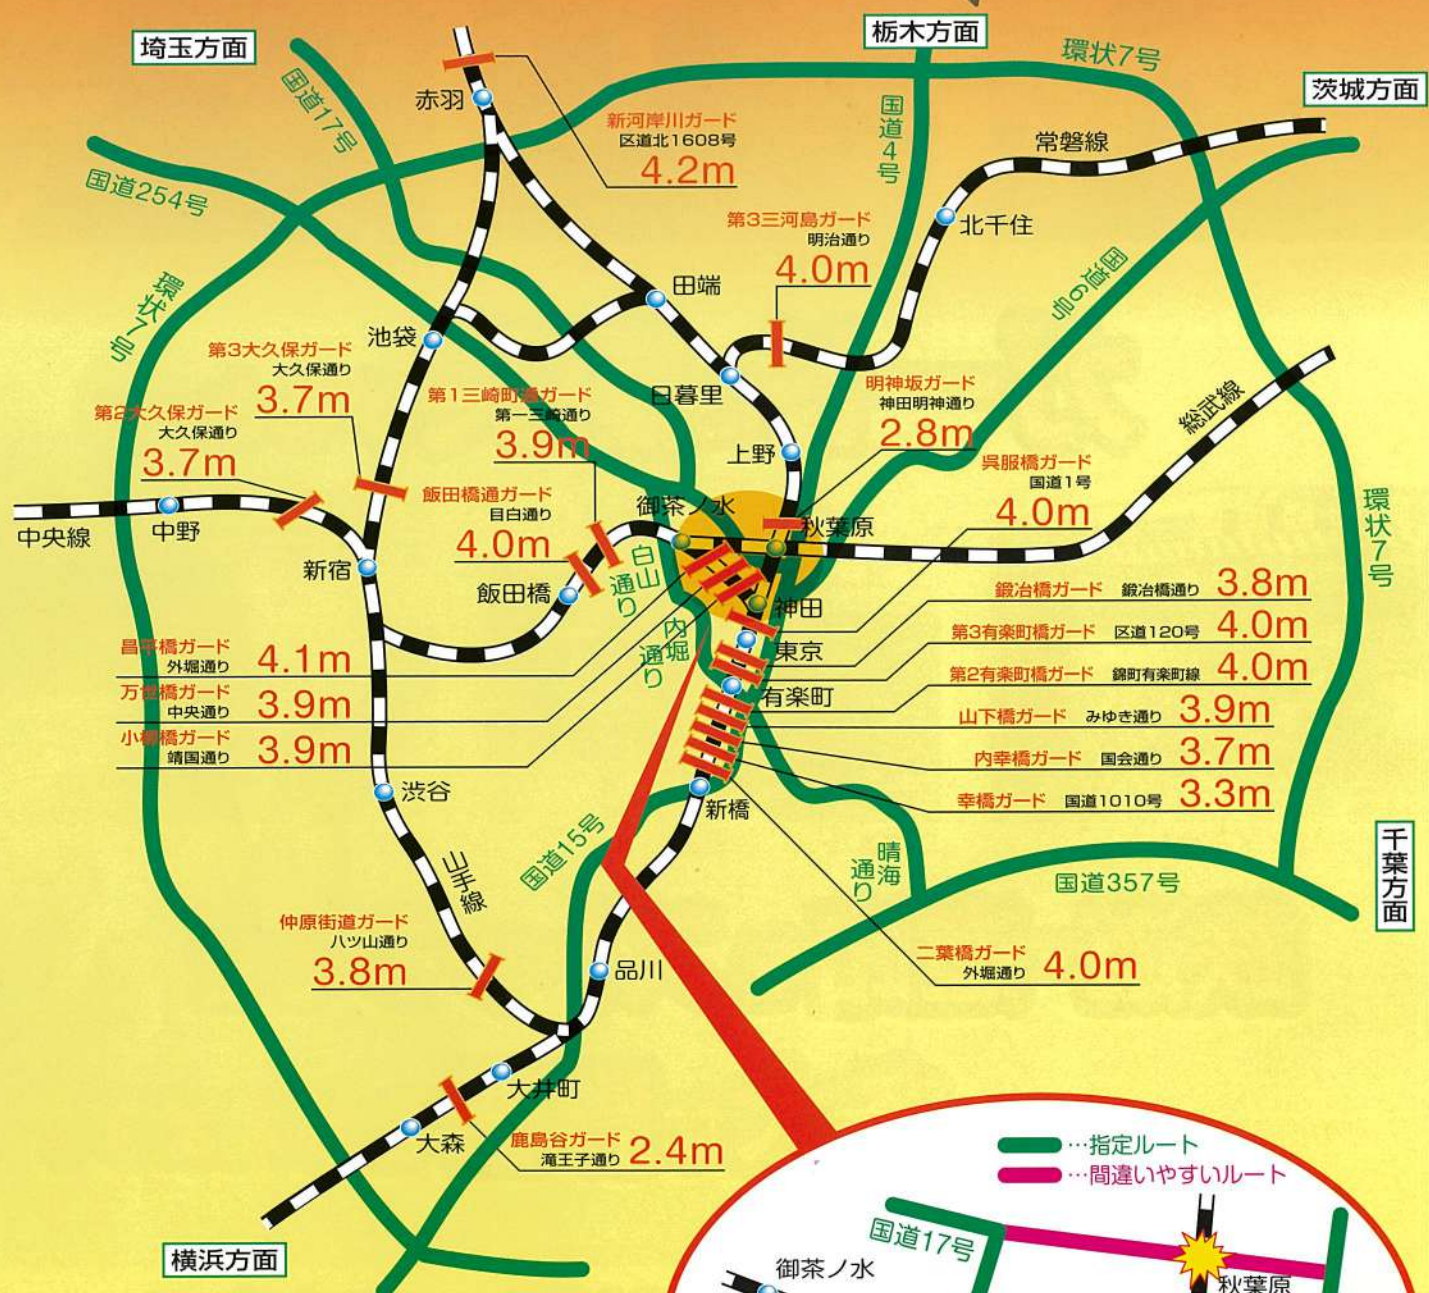 埼玉方面
栃木方面
環状7号
茨城方面
国道17号
赤羽
新河岸川ガード
区道北1608号
4.2m
国道4号
常磐線
国道254号
第3三河島ガード
明治通り
4.0m
北千住
国道6号
環状7号
田端
池袋
第3大久保ガード
大久保通り
3.7m
第2大久保ガード
大久保通り
3.7m
第1三崎町通ガード
第一三崎通り
3.9m
日暮里
明神坂ガード
神田明神通り
2.8m
総武線
上野
呉服橋ガード
国道1号
4.0m
飯田橋通ガード
目白通り
4.0m
御茶ノ水
秋葉原
環状7号
中央線
中野
新宿
飯田橋
白山通り
神田
内堀通り
東京
有楽町
鍛冶橋ガード 鍛冶橋通り 3.8m
第3有楽町橋ガード 区道120号 4.0m
第2有楽町橋ガード 錦町有楽町線 4.0m
山下橋ガード みゆき通り 3.9m
内幸橋ガード 国会通り 3.7m
幸橋ガード 国道1010号 3.3m
昌平橋ガード
外堀通り 4.1m
万世橋ガード
中央通り 3.9m
小柳橋ガード
靖国通り 3.9m
渋谷
新橋
国道15号
晴海通り
国道357号
千葉方面
山手線
仲原街道ガード
八ツ山通り
3.8m
品川
二葉橋ガード
外堀通り 4.0m
大井町
大森
鹿島谷ガード
滝王子通り 2.4m
横浜方面
…指定ルート
…間違いやすいルート
国道17号
御茶ノ水
秋葉原